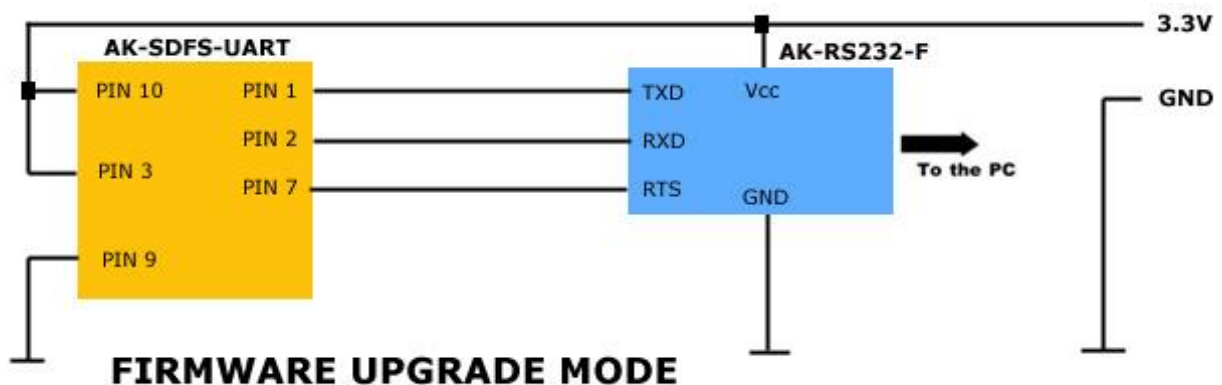 3.3V
AK-SDFS-UART
AK-RS232-F
PIN 10 PIN 1 TXD Vcc
GND
PIN 2 RXD
PIN 3 To the PC
PIN 7 RTS
GND
PIN 9
FIRMWARE UPGRADE MODE